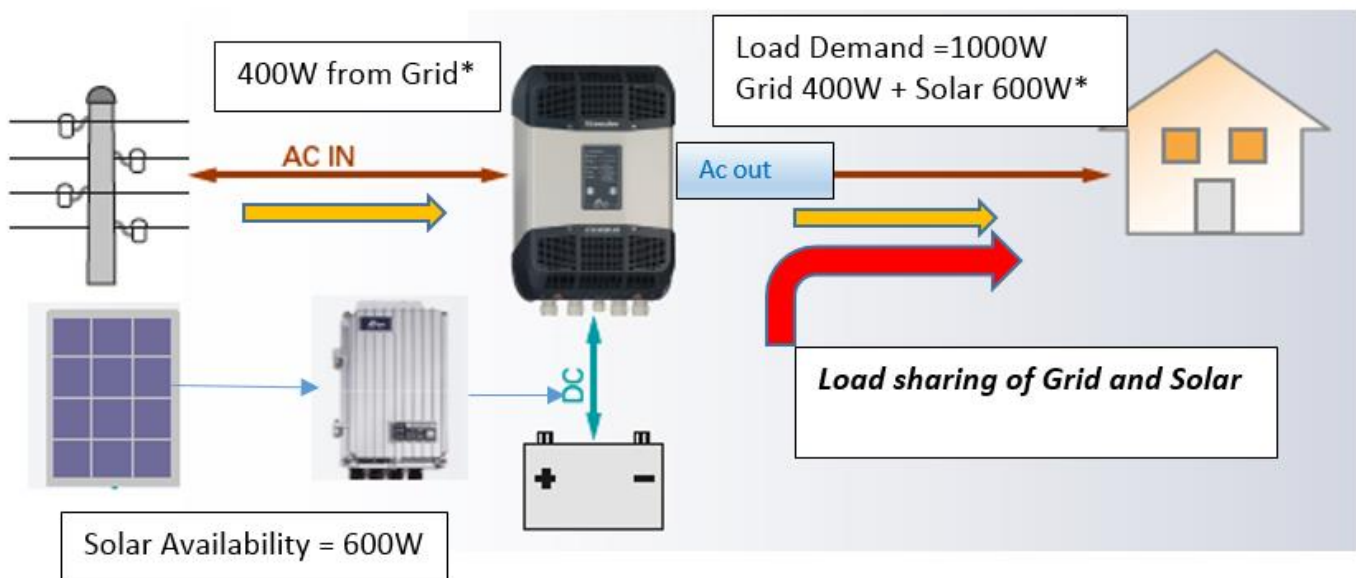 400W from Grid*
Load Demand =1000W
Grid 400W + Solar 600W*
AC IN
Ac out
Load sharing of Grid and Solar
DC
+ −
Solar Availability = 600W